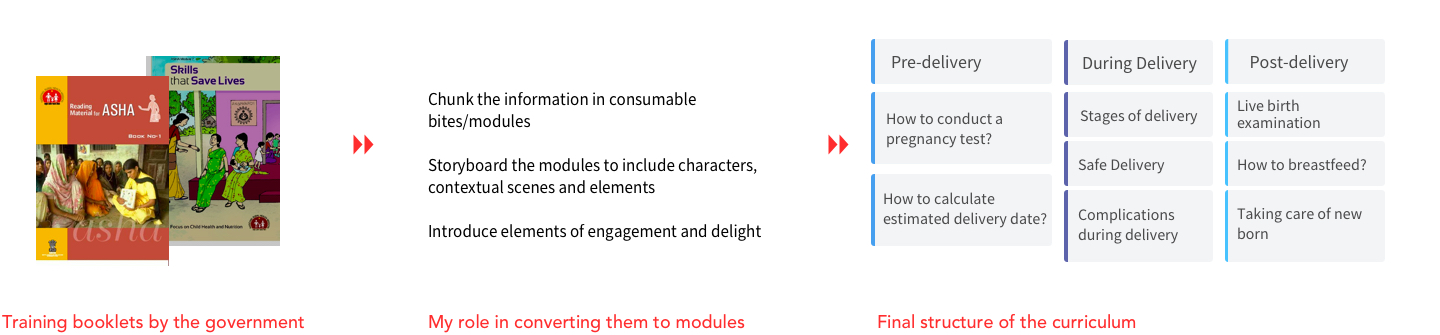 Skills
that Save Lives
Reading
Material for ASHA
Book No-1
asha
Focus on Child Health and Nutrition
Training booklets by the government
Chunk the information in consumable
bites/modules
Storyboard the modules to include characters,
contextual scenes and elements
Introduce elements of engagement and delight
My role in converting them to modules
Pre-delivery
How to conduct a
pregnancy test?
How to calculate
estimated delivery date?
During Delivery
Stages of delivery
Safe Delivery
Complications
during delivery
Post-delivery
Live birth
examination
How to breastfeed?
Taking care of new
born
Final structure of the curriculum